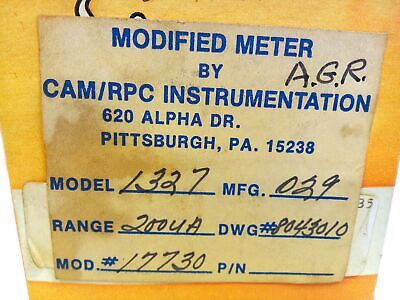 MODIFIED METER
BY A.G.R.
CAM/RPC INSTRUMENTATION
620 ALPHA DR.
PITTSBURGH, PA. 15238
MODEL 1327 MFG. 029
RANGE 200UA DWG#8043010
MOD.# 17730 P/N